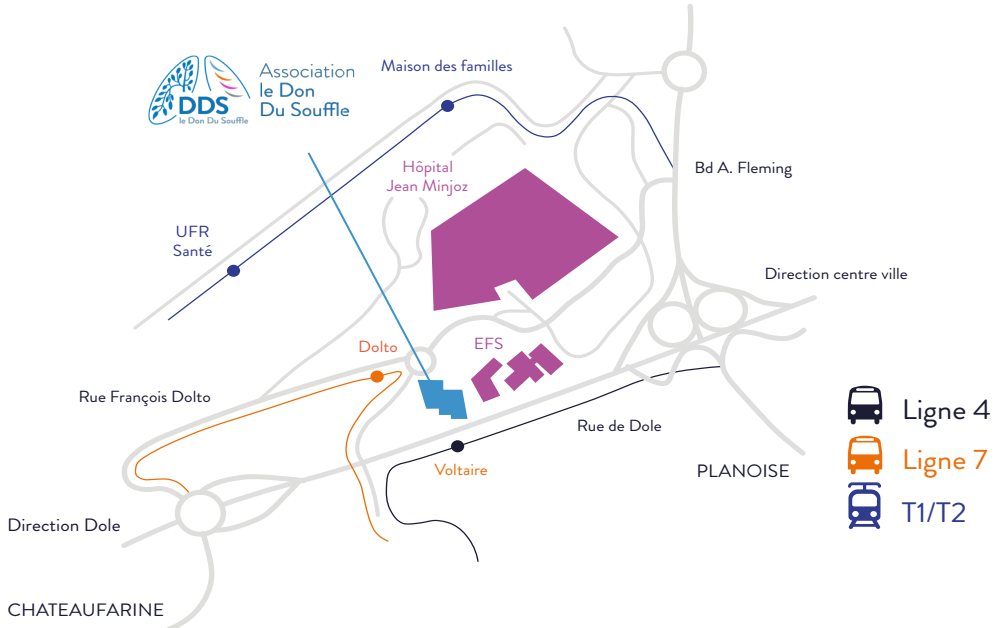 Association
le Don
Du Souffle
DDS
le Don Du Souffle
Maison des familles
Hôpital
Jean Minjoz
Bd A. Fleming
UFR
Santé
Direction centre ville
EFS
Dolto
Rue François Dolto
Rue de Dole
Voltaire
PLANOISE
Direction Dole
CHATEAUFARINE
Ligne 4
Ligne 7
T1/T2